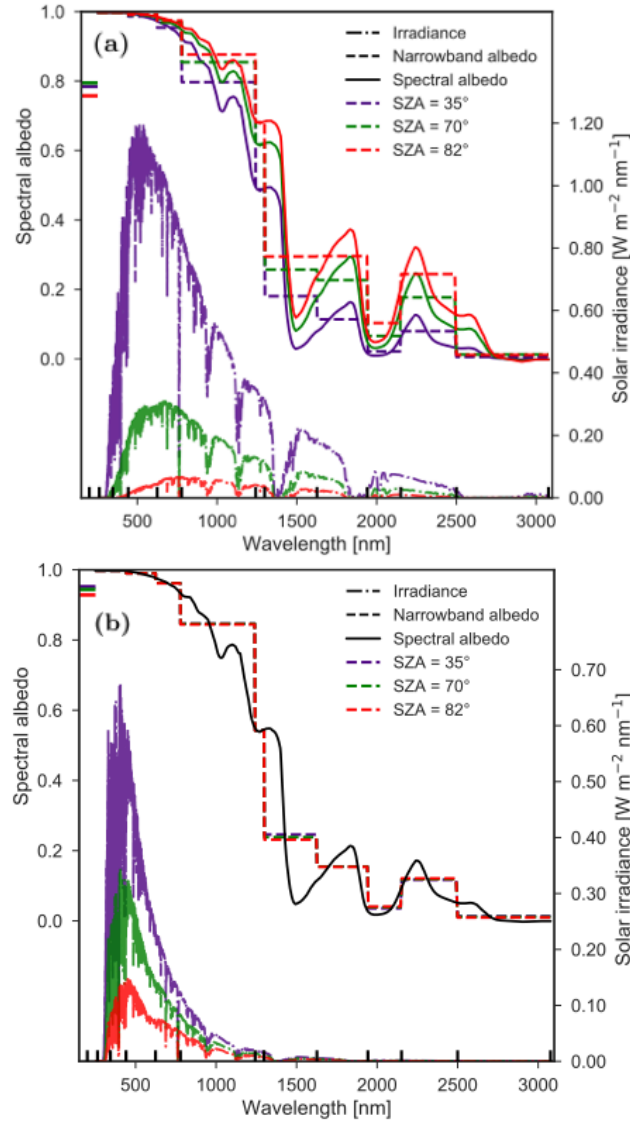 (a)
Irradiance
Narrowband albedo
Spectral albedo
SZA = 35°
SZA = 70°
SZA = 82°
1.0
0.8
0.6
0.4
0.2
0.0
Spectral albedo
1.20
1.00
0.80
0.60
0.40
0.20
0.00
Solar irradiance [W m⁻² nm⁻¹]
500 1000 1500 2000 2500 3000
Wavelength [nm]
(b)
Irradiance
Narrowband albedo
Spectral albedo
SZA = 35°
SZA = 70°
SZA = 82°
1.0
0.8
0.6
0.4
0.2
0.0
Spectral albedo
0.70
0.60
0.50
0.40
0.30
0.20
0.10
0.00
Solar irradiance [W m⁻² nm⁻¹]
500 1000 1500 2000 2500 3000
Wavelength [nm]